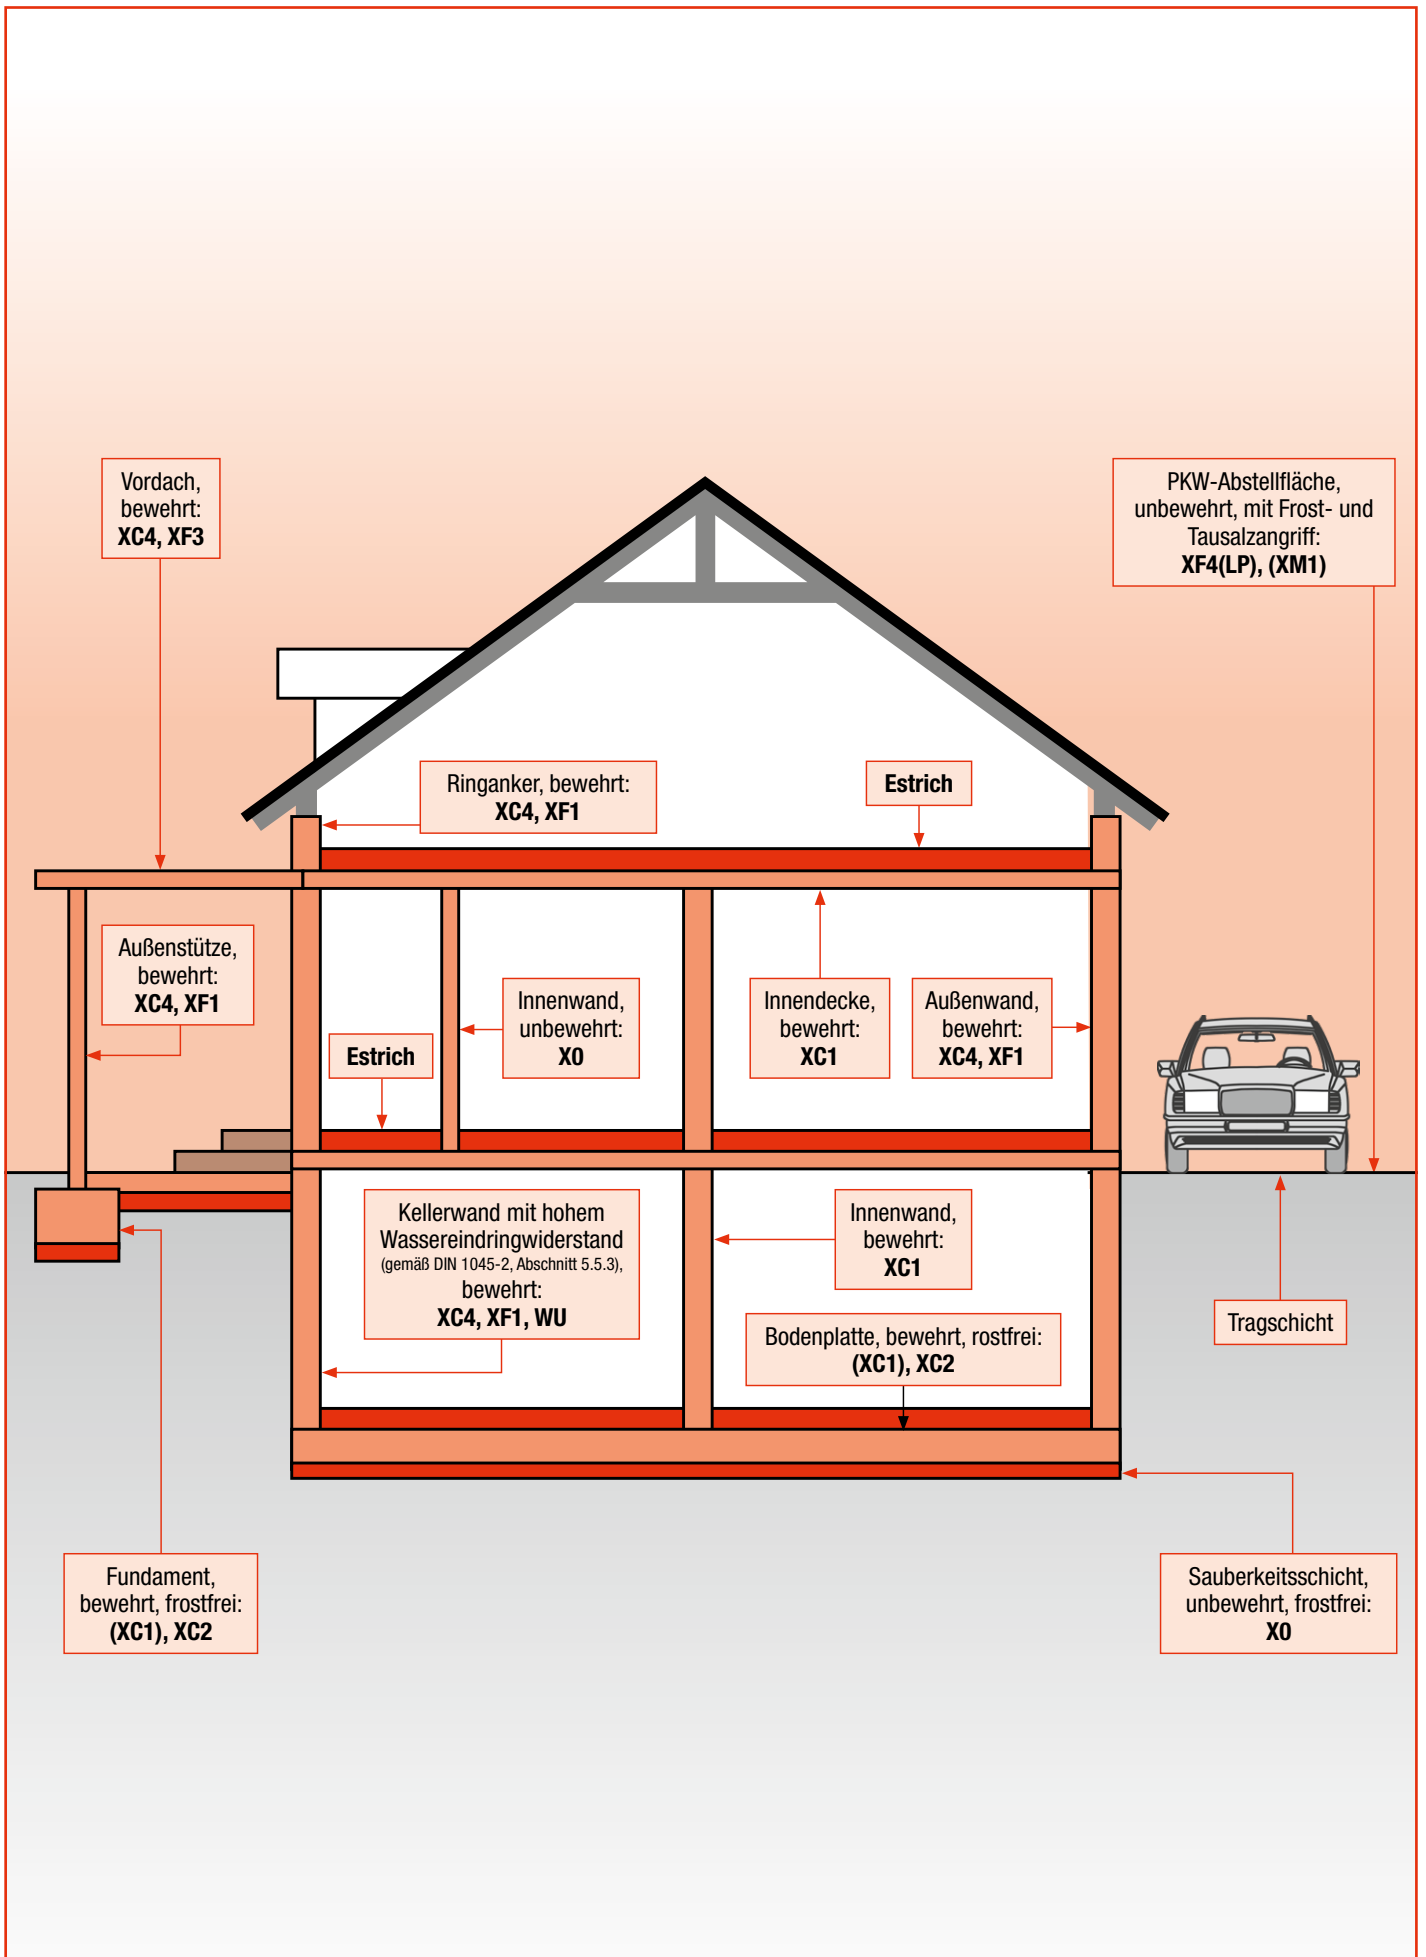 Vordach,
bewehrt:
XC4, XF3
PKW-Abstellfläche,
unbewehrt, mit Frost- und
Tausalzangriff:
XF4(LP), (XM1)
Ringanker, bewehrt:
XC4, XF1
Estrich
Außenstütze,
bewehrt:
XC4, XF1
Estrich
Innenwand,
unbewehrt:
X0
Innendecke,
bewehrt:
XC1
Außenwand,
bewehrt:
XC4, XF1
Kellerwand mit hohem
Wassereindringwiderstand
(gemäß DIN 1045-2, Abschnitt 5.5.3),
bewehrt:
XC4, XF1, WU
Innenwand,
bewehrt:
XC1
Bodenplatte, bewehrt, rostfrei:
(XC1), XC2
Tragschicht
Fundament,
bewehrt, frostfrei:
(XC1), XC2
Sauberkeitsschicht,
unbewehrt, frostfrei:
X0